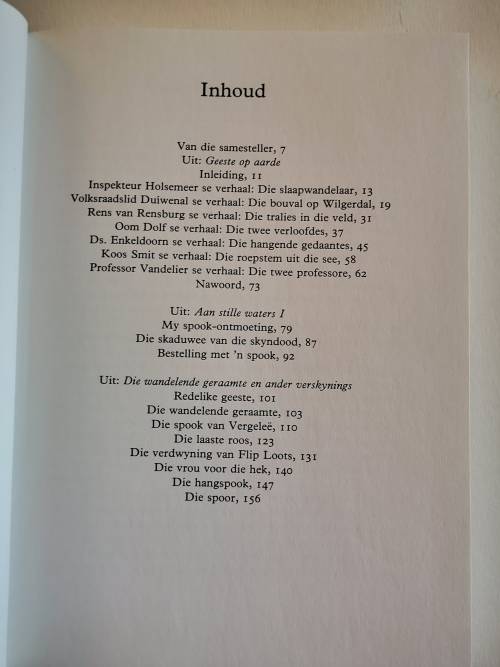 Inhoud
Van die samesteller, 7
Uit: Geeste op aarde
Inleiding, 11
Inspekteur Holsemeer se verhaal: Die slaapwandelaar, 13
Volksraadslid Duiwenal se verhaal: Die bouval op Wilgerdal, 19
Rens van Rensburg se verhaal: Die tralies in die veld, 31
Oom Dolf se verhaal: Die twee verloofdes, 37
Ds. Enkeldoorn se verhaal: Die hangende gedaantes, 45
Koos Smit se verhaal: Die roepstem uit die see, 58
Professor Vandelier se verhaal: Die twee professore, 62
Nawoord, 73
Uit: Aan stille waters I
My spook-ontmoeting, 79
Die skaduwee van die skyndood, 87
Bestelling met 'n spook, 92
Uit: Die wandelende geraamte en ander verskynings
Redelike geeste, 101
Die wandelende geraamte, 103
Die spook van Vergeleë, 110
Die laaste roos, 123
Die verdwyning van Flip Loots, 131
Die vrou voor die hek, 140
Die hangspook, 147
Die spoor, 156